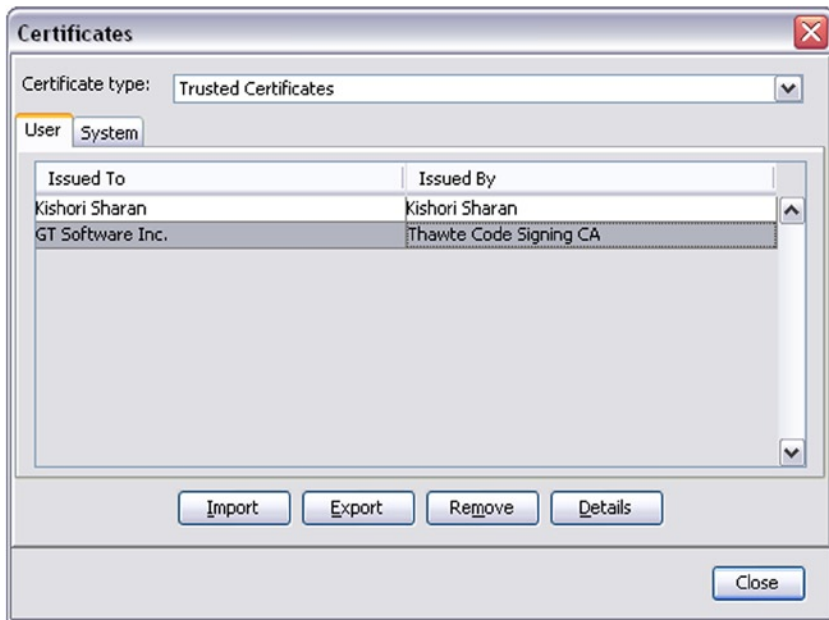 Certificates
Certificate type: Trusted Certificates
User System
Issued To Issued By
Kishori Sharan Kishori Sharan
GT Software Inc. Thawte Code Signing CA
Import Export Remove Details
Close